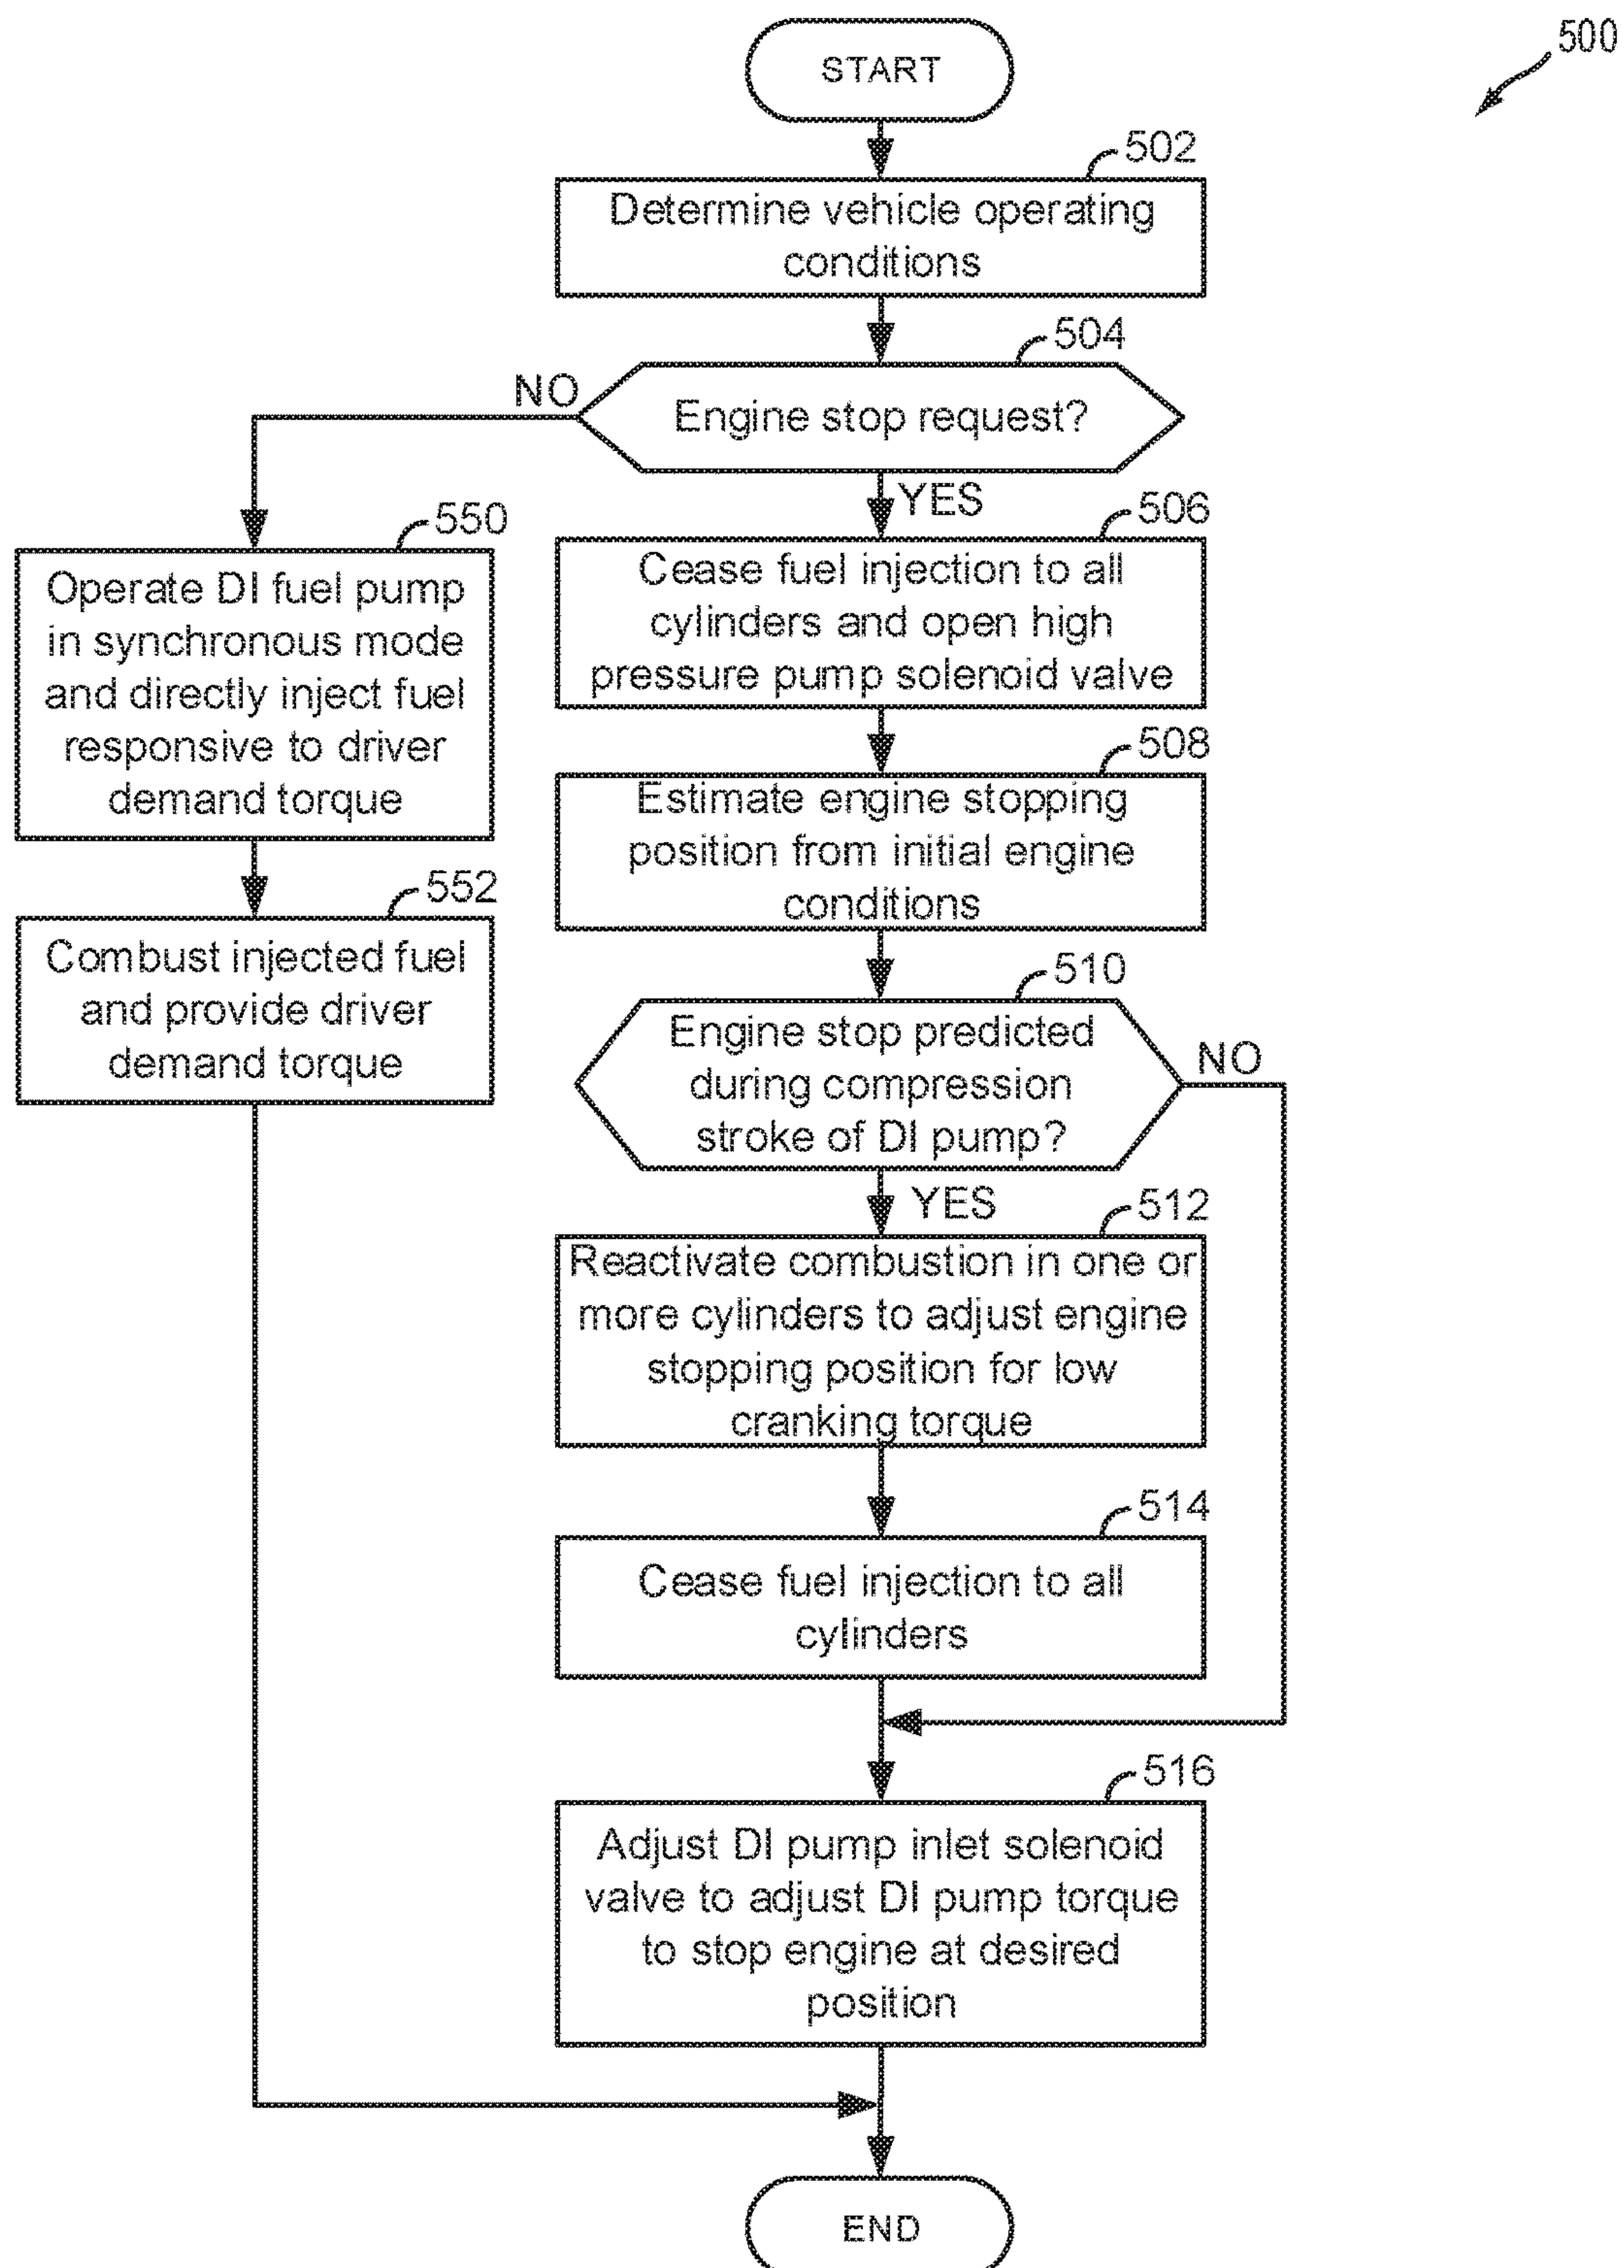 500
START
502
Determine vehicle operating
conditions
504
Engine stop request?
NO
YES
550
Operate DI fuel pump
in synchronous mode
and directly inject fuel
responsive to driver
demand torque
552
Combust injected fuel
and provide driver
demand torque
506
Cease fuel injection to all
cylinders and open high
pressure pump solenoid valve
508
Estimate engine stopping
position from initial engine
conditions
510
Engine stop predicted
during compression
stroke of DI pump?
NO
YES
512
Reactivate combustion in one or
more cylinders to adjust engine
stopping position for low
cranking torque
514
Cease fuel injection to all
cylinders
516
Adjust DI pump inlet solenoid
valve to adjust DI pump torque
to stop engine at desired
position
END